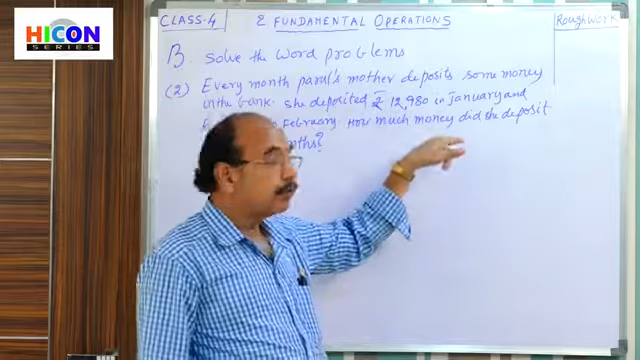 HICON
SERIES
CLASS-4
2 FUNDAMENTAL OPERATIONS
Rough Work
B. Solve the word problems
(2) Every month parul's mother deposits some money
in the bank. she deposited ₹ 12,980 in January and
February. How much money did she deposit
?